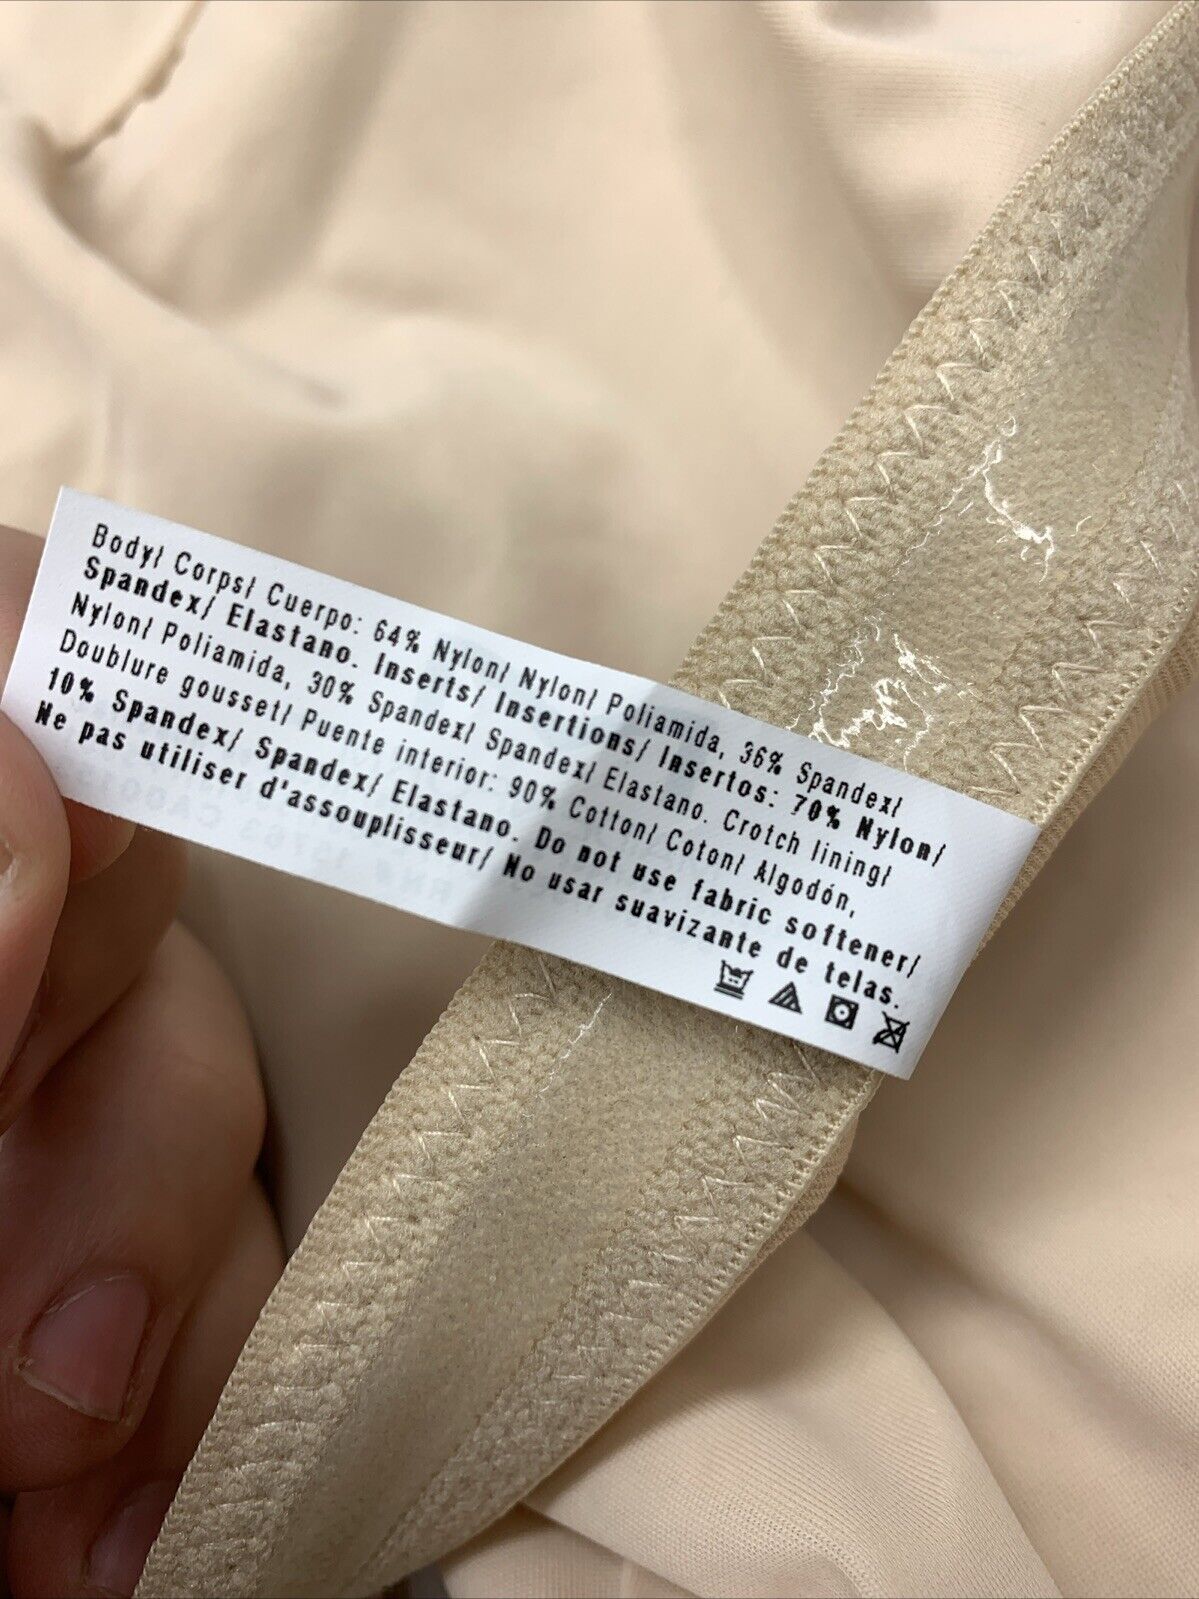 Body/ Corps/ Cuerpo: 64% Nylon/ Nylon/ Poliamida, 36% Spandex/
Spandex/ Elastano. Inserts/ Insertions/ Insertos: 70% Nylon/
Nylon/ Poliamida, 30% Spandex/ Spandex/ Elastano. Crotch lining/
Doublure gousset/ Puente interior: 90% Cotton/ Coton/ Algodón,
10% Spandex/ Spandex/ Elastano. Do not use fabric softener/
Ne pas utiliser d'assouplisseur/ No usar suavizante de telas.